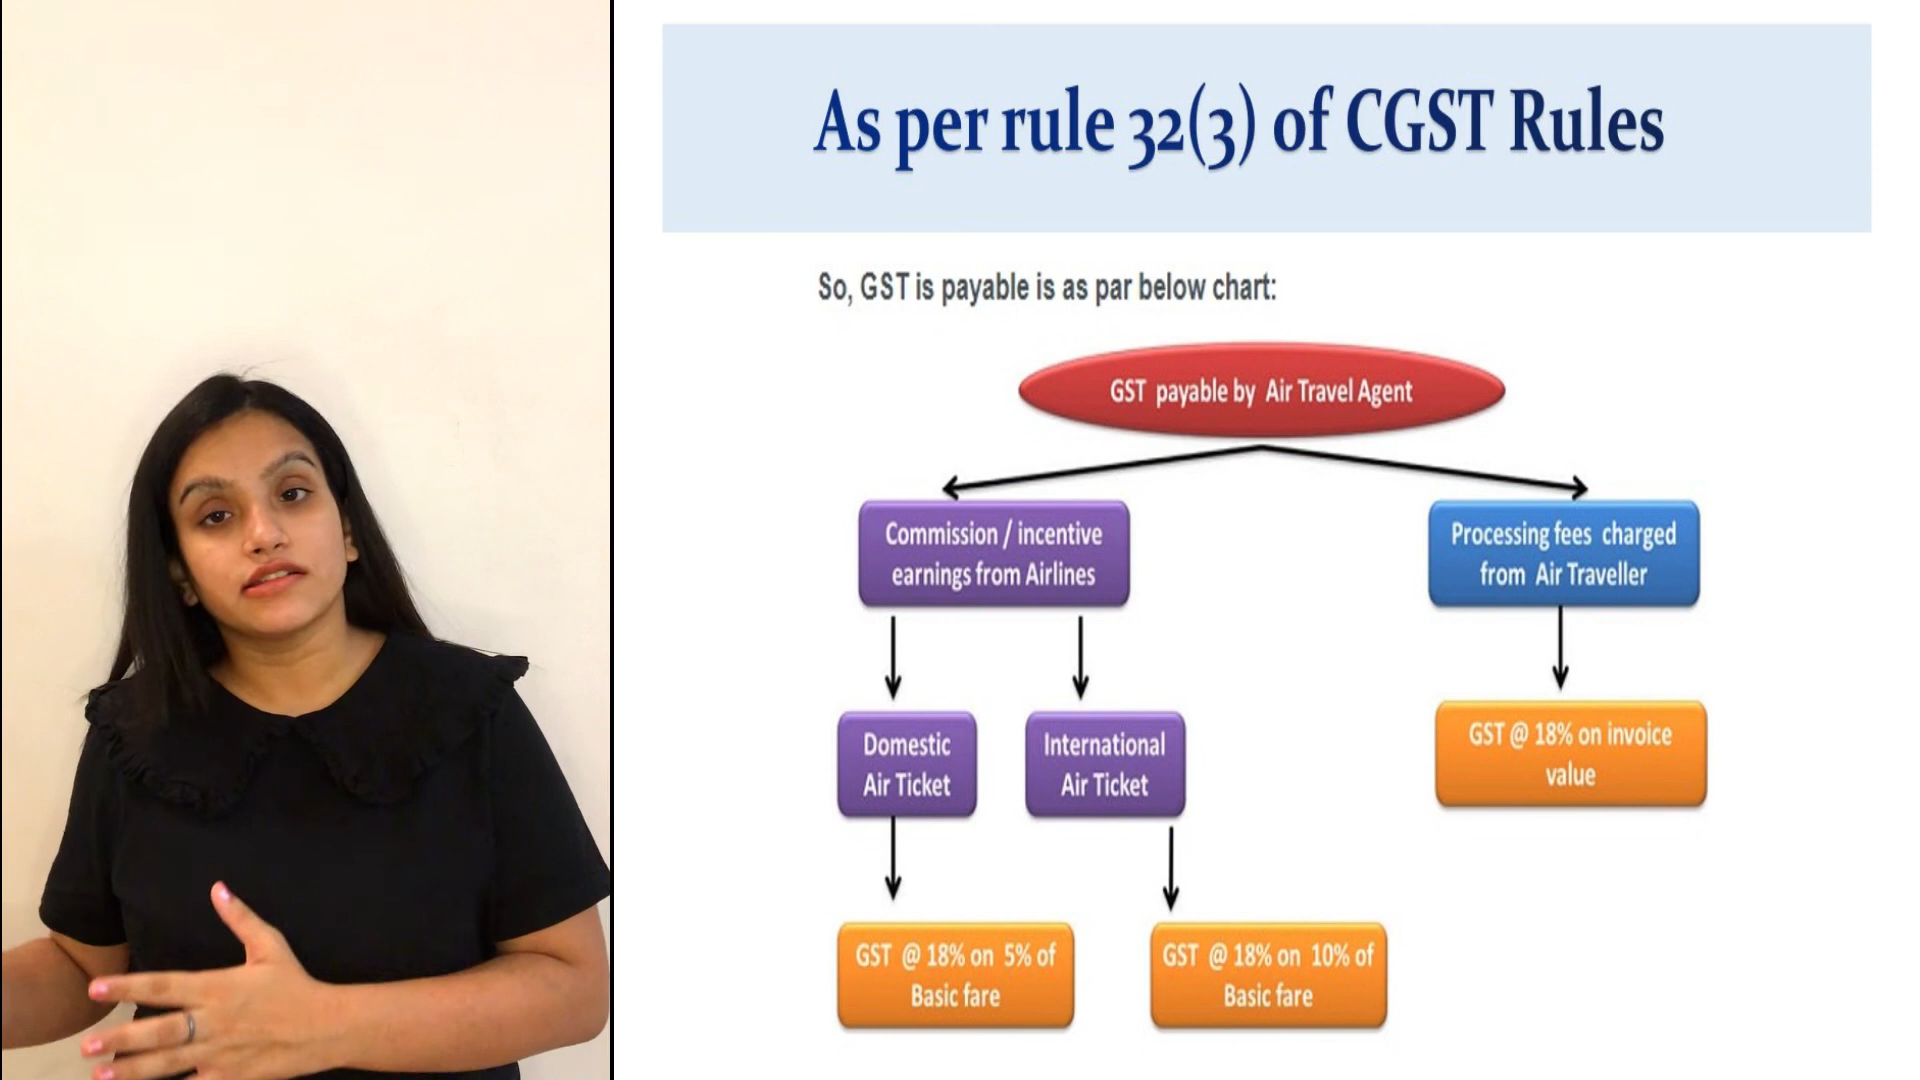 As per rule 32(3) of CGST Rules
So, GST is payable is as par below chart:
GST payable by Air Travel Agent
Commission / incentive
earnings from Airlines
Processing fees charged
from Air Traveller
Domestic
Air Ticket
International
Air Ticket
GST @ 18% on invoice
value
GST @ 18% on 5% of
Basic fare
GST @ 18% on 10% of
Basic fare